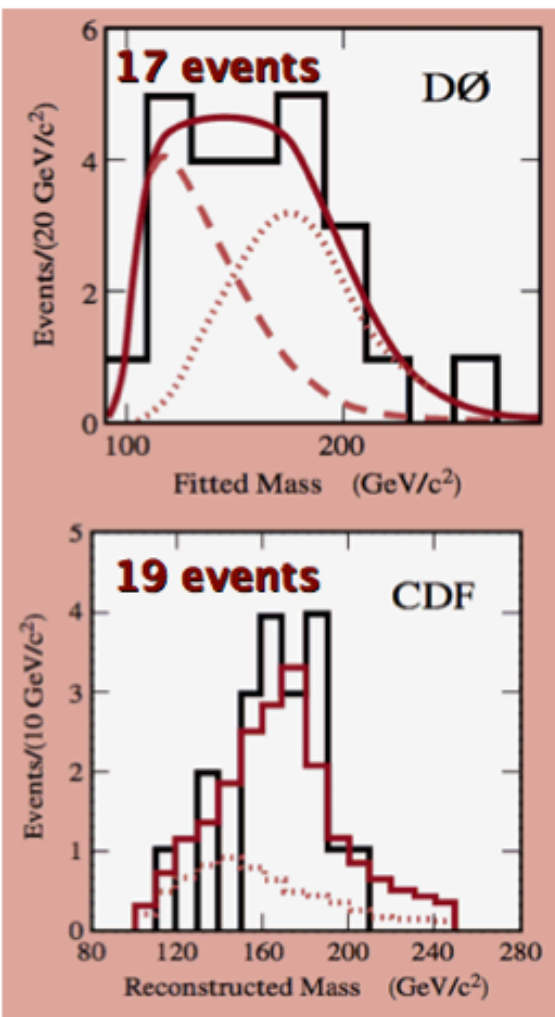 6
17 events
DØ
4
2
0
Events/(20 GeV/c²)
100 200
Fitted Mass (GeV/c²)
5
19 events
CDF
4
3
2
1
0
Events/(10 GeV/c²)
80 120 160 200 240 280
Reconstructed Mass (GeV/c²)